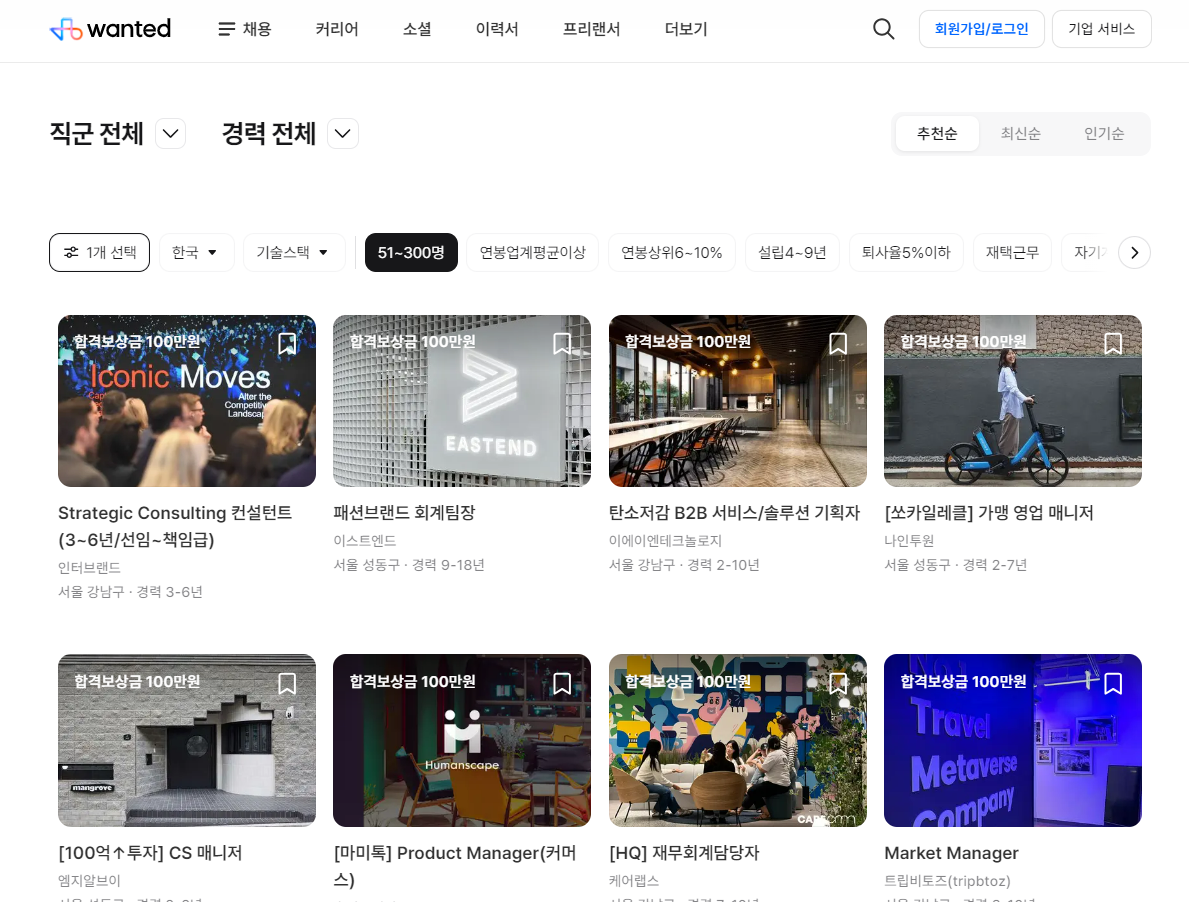 wanted
채용
커리어
소셜
이력서
프리랜서
더보기
회원가입/로그인
기업 서비스
직군 전체
경력 전체
추천순
최신순
인기순
1개 선택
한국
기술스택
51~300명
연봉업계평균이상
연봉상위6~10%
설립4~9년
퇴사율5%이하
재택근무
자기
합격보상금 100만원
Iconic Moves
Alter the
Competitive
Landscape
합격보상금 100만원
EASTEND
합격보상금 100만원
합격보상금 100만원
Strategic Consulting 컨설턴트
(3~6년/선임~책임급)
인터브랜드
서울 강남구 · 경력 3-6년
패션브랜드 회계팀장
이스트엔드
서울 성동구 · 경력 9-18년
탄소저감 B2B 서비스/솔루션 기획자
이에이엔테크놀로지
서울 강남구 · 경력 2-10년
[쏘카일레클] 가맹 영업 매니저
나인투원
서울 성동구 · 경력 2-7년
합격보상금 100만원
mangrove
합격보상금 100만원
Humanscape
합격보상금 100만원
합격보상금 100만원
No.1
Travel
Metaverse
Company
[100억↑투자] CS 매니저
엠지알브이
[마미톡] Product Manager(커머
스)
[HQ] 재무회계담당자
케어랩스
Market Manager
트립비토즈(tripbtoz)